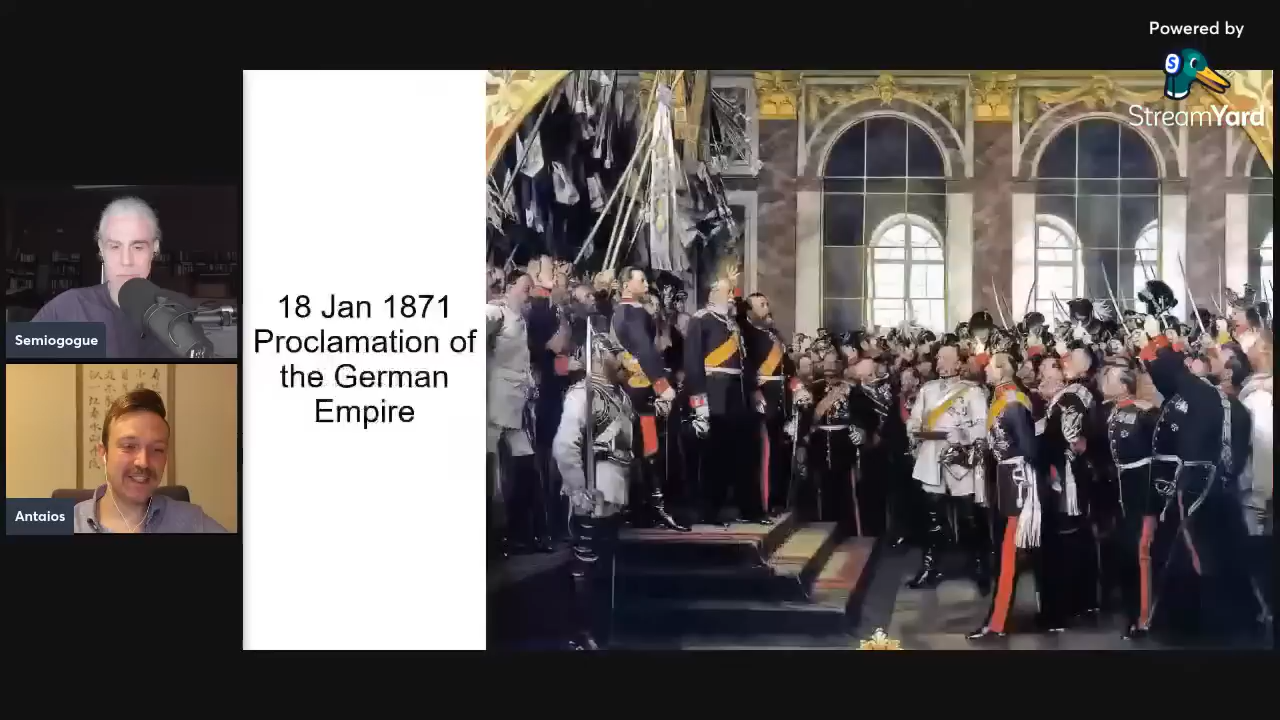 Powered by
S
StreamYard
18 Jan 1871
Proclamation of
the German
Empire
Semiogogue
Antaios